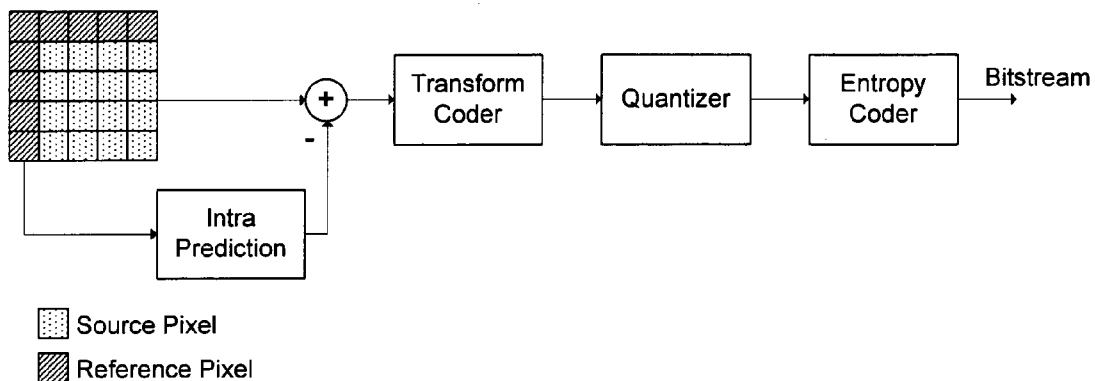 Transform
Coder
Quantizer
Entropy
Coder
Bitstream
+
-
Intra
Prediction
Source Pixel
Reference Pixel